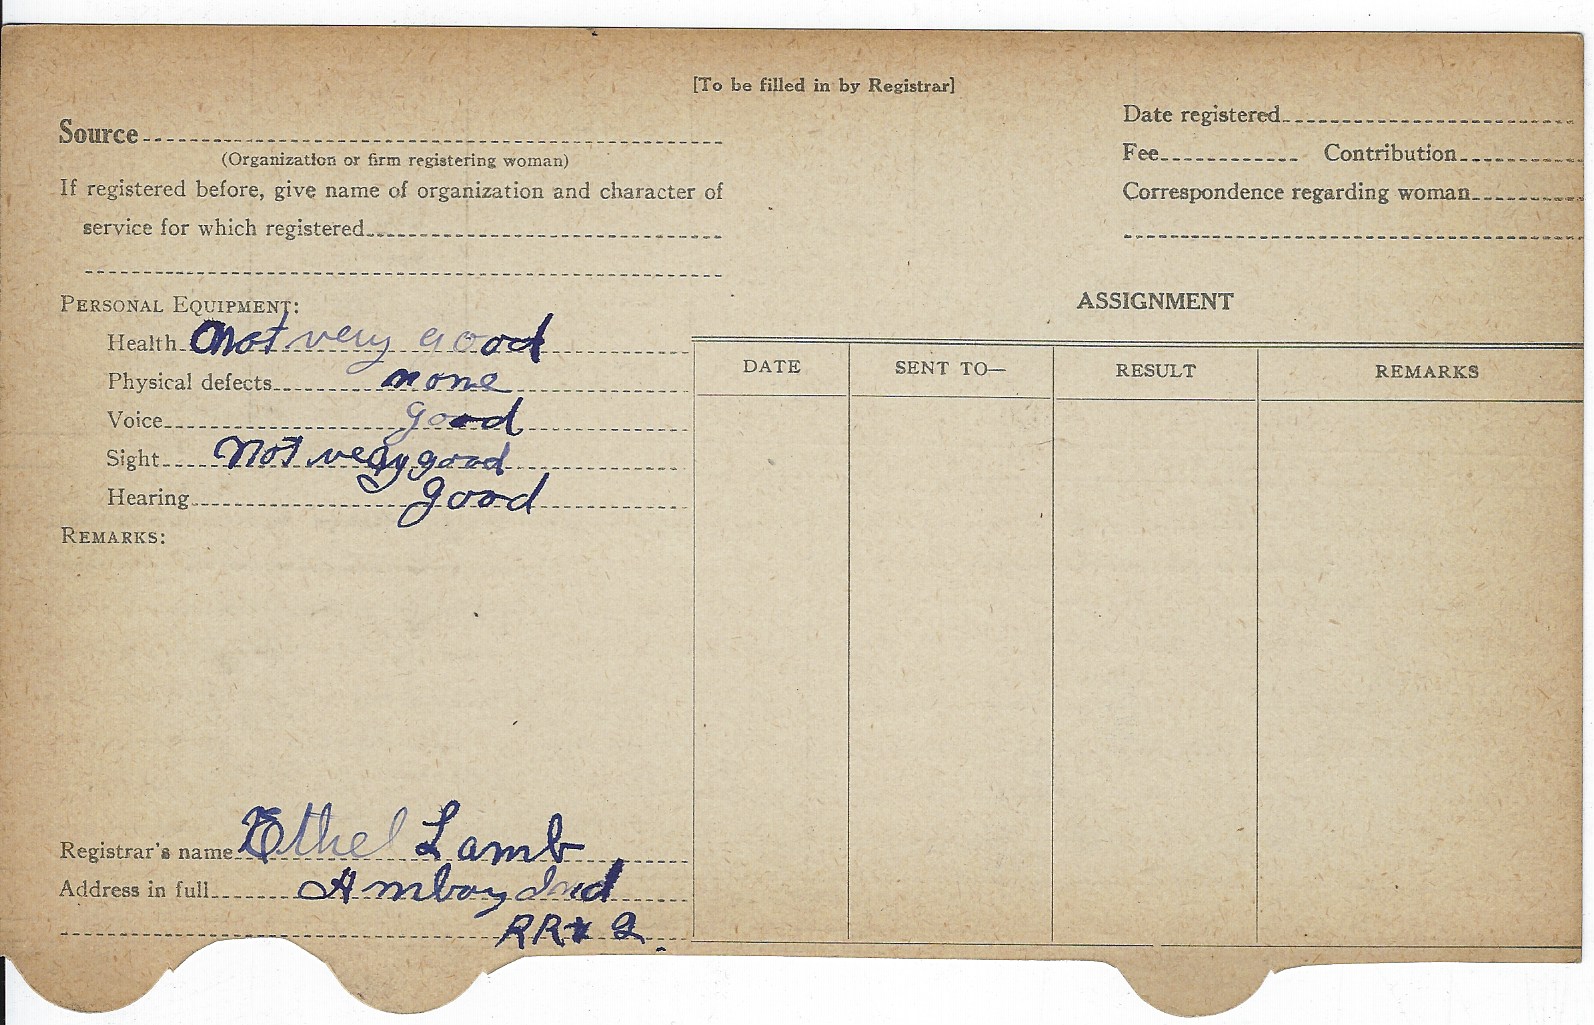 [To be filled in by Registrar]
Source
(Organization or firm registering woman)
If registered before, give name of organization and character of
service for which registered
Date registered
Fee Contribution
Correspondence regarding woman
PERSONAL EQUIPMENT:
Health not very good
Physical defects none
Voice good
Sight Not very good
Hearing good
REMARKS:
Registrar's name Ethel Lamb
Address in full Amboy Ind
RR# 2.
ASSIGNMENT
DATE SENT TO— RESULT REMARKS